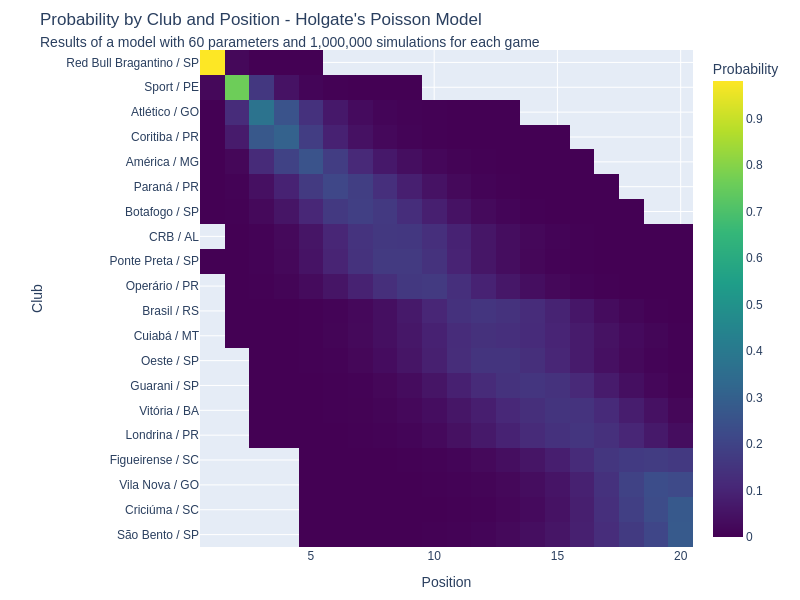 Probability by Club and Position - Holgate's Poisson Model
Results of a model with 60 parameters and 1,000,000 simulations for each game
Probability
Red Bull Bragantino / SP
Sport / PE
Atlético / GO
Coritiba / PR
América / MG
Paraná / PR
Botafogo / SP
CRB / AL
Ponte Preta / SP
Operário / PR
Brasil / RS
Cuiabá / MT
Oeste / SP
Guarani / SP
Vitória / BA
Londrina / PR
Figueirense / SC
Vila Nova / GO
Criciúma / SC
São Bento / SP
Club
5
10
15
20
Position
0.9
0.8
0.7
0.6
0.5
0.4
0.3
0.2
0.1
0